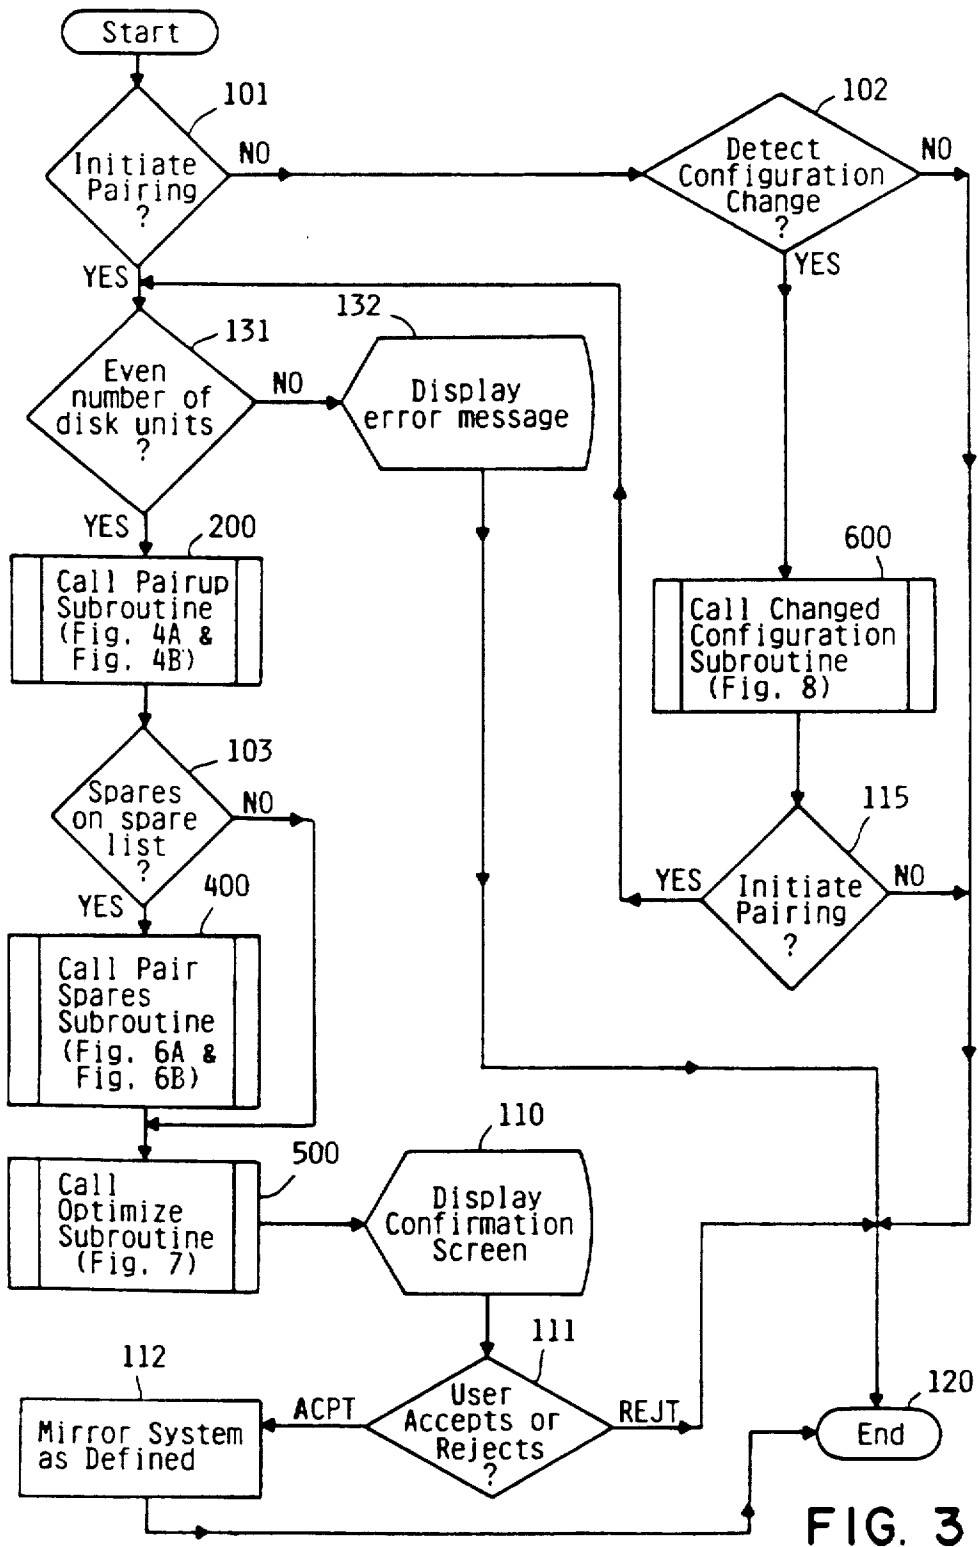 Start
101
Initiate
Pairing
?
NO
102
Detect
Configuration
Change
?
NO
YES
YES
131
Even
number of
disk units
?
NO
132
Display
error message
YES
200
Call Pairup
Subroutine
(Fig. 4A &
Fig. 4B)
600
Call Changed
Configuration
Subroutine
(Fig. 8)
103
Spares
on spare
list
?
NO
YES
115
Initiate
Pairing
?
YES
NO
400
Call Pair
Spares
Subroutine
(Fig. 6A &
Fig. 6B)
500
Call
Optimize
Subroutine
(Fig. 7)
110
Display
Confirmation
Screen
111
User
Accepts or
Rejects
?
ACPT
REJT
112
Mirror System
as Defined
120
End
FIG. 3